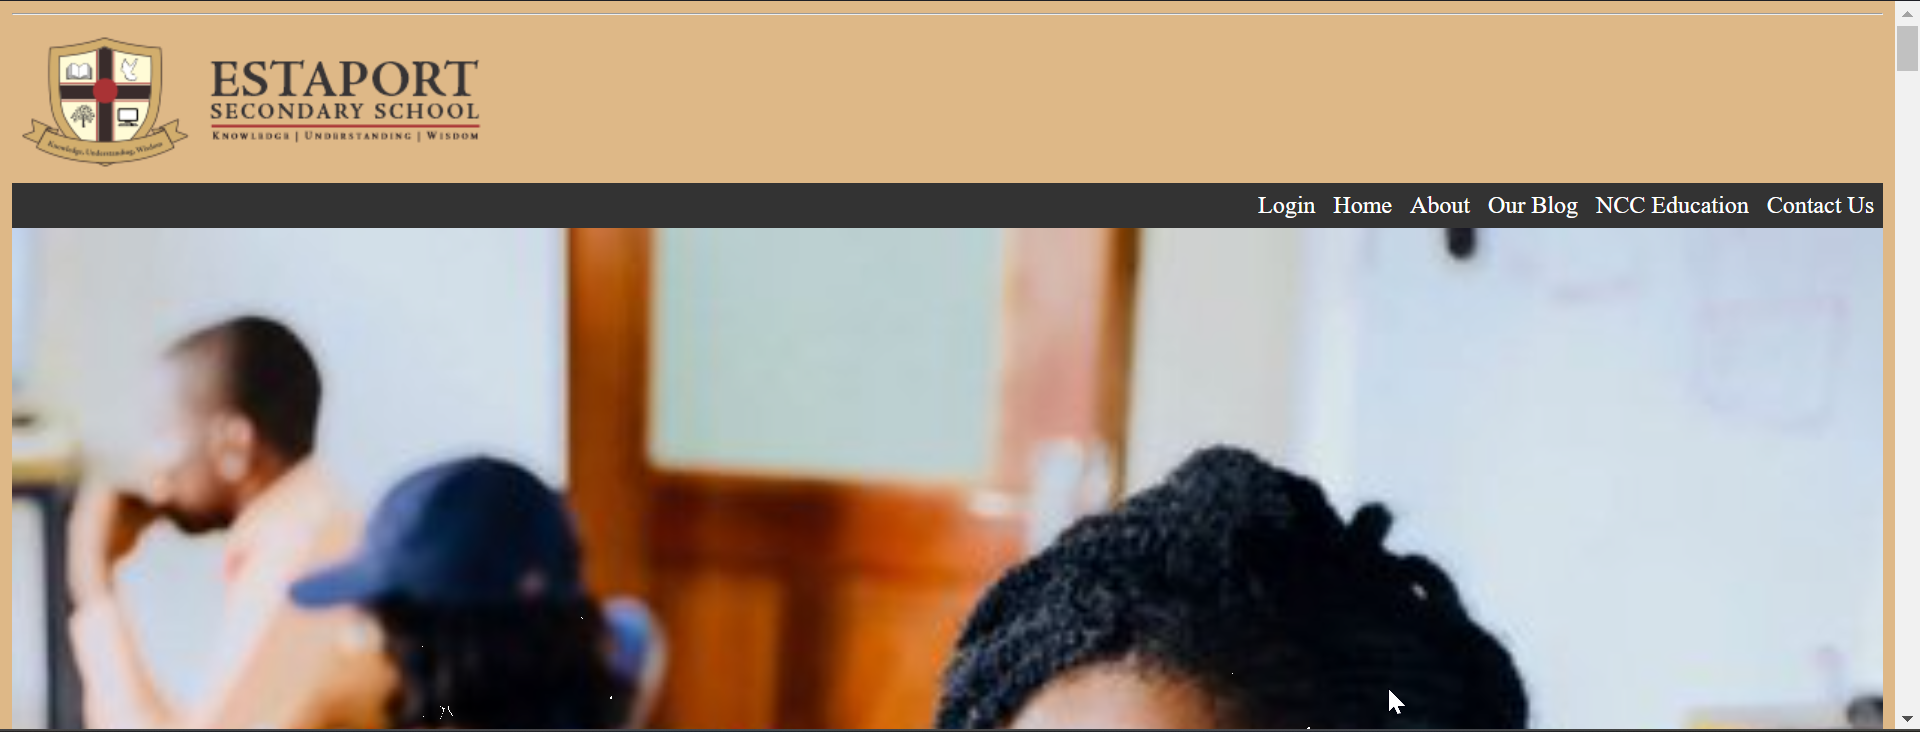 ESTAPORT
SECONDARY SCHOOL
KNOWLEDGE | UNDERSTANDING | WISDOM
Knowledge, Understanding, Wisdom
Login Home About Our Blog NCC Education Contact Us